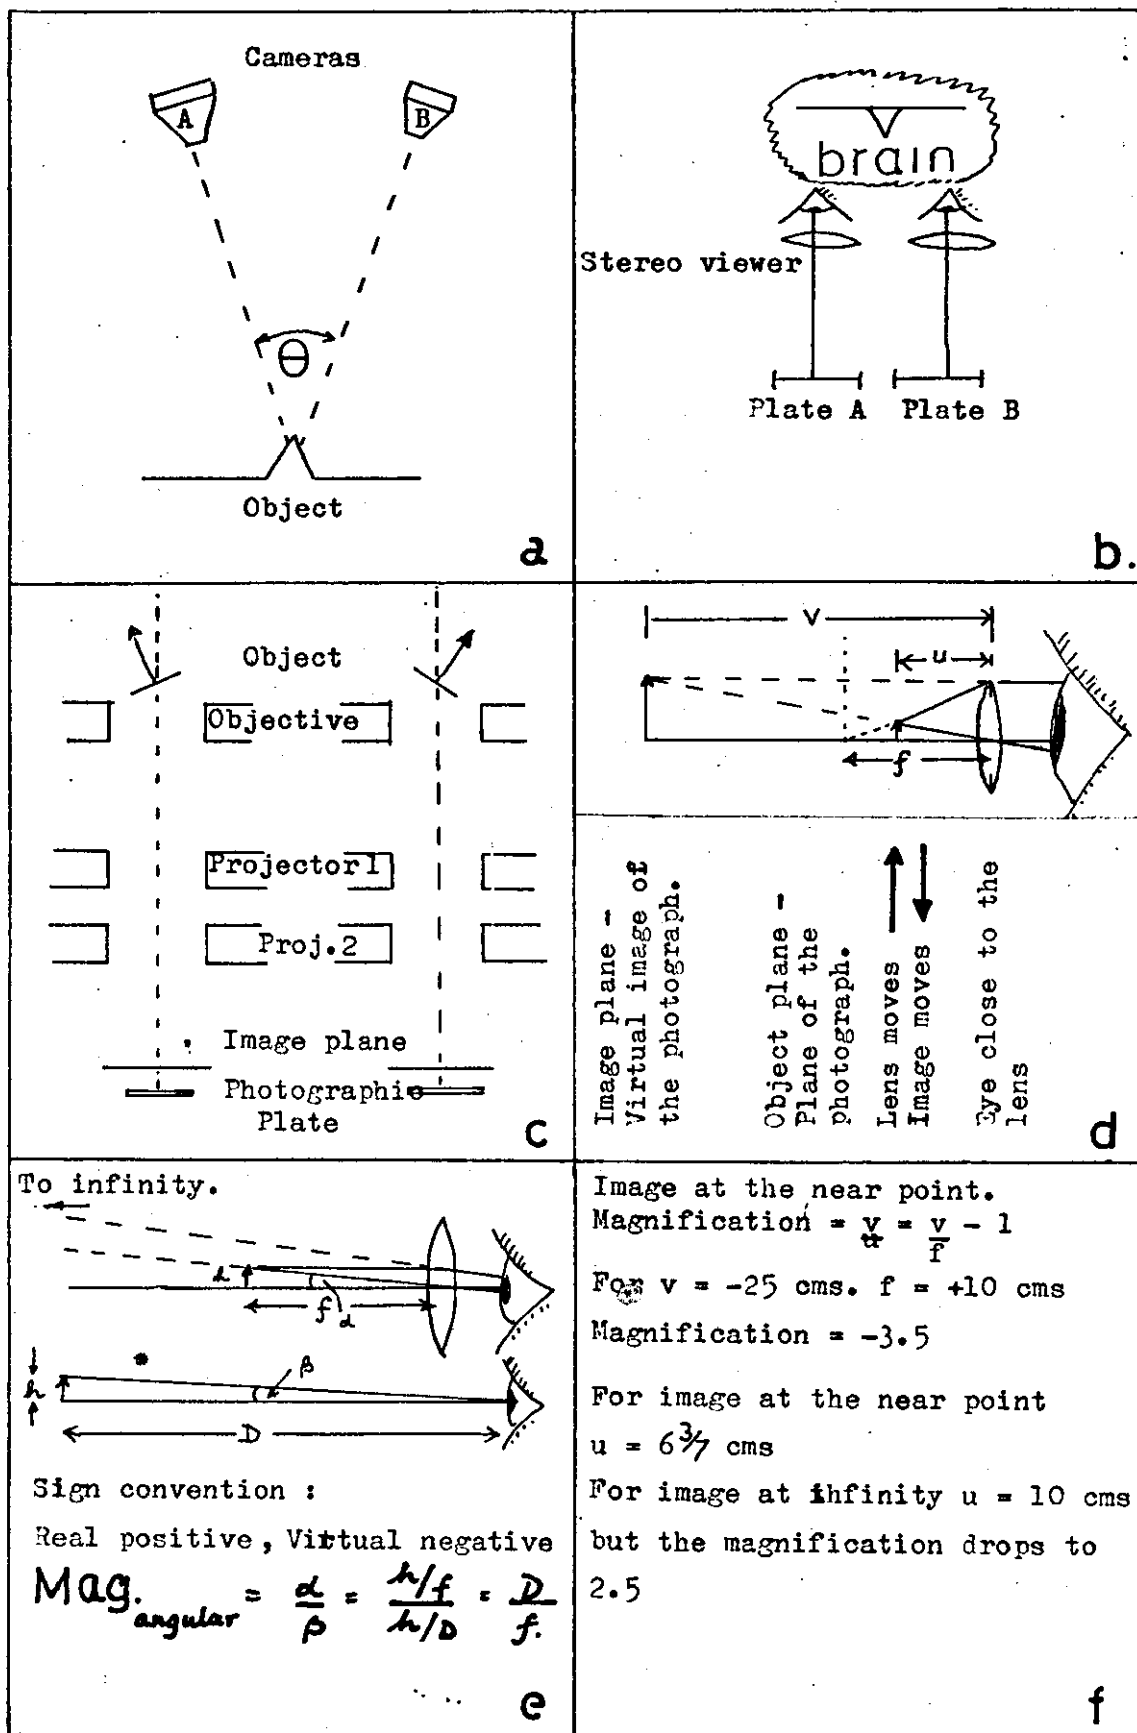 Cameras
A
B
θ
Object
a
brain
Stereo viewer
Plate A Plate B
b.
Object
Objective
Projector1
Proj.2
Image plane
Photographic
Plate
c
v
u
f
Image plane -
Virtual image of
the photograph.
Object plane -
Plane of the
photograph.
Lens moves
Image moves
Eye close to the
lens
d
To infinity.
h
f
α
h
β
D
Sign convention :
Real positive, Virtual negative
Mag.angular = α/β = h/f / h/D = D/f.
e
Image at the near point.
Magnification = v/u = v/f - 1
For v = -25 cms. f = +10 cms
Magnification = -3.5
For image at the near point
u = 6 3/7 cms
For image at ihfinity u = 10 cms
but the magnification drops to
2.5
f